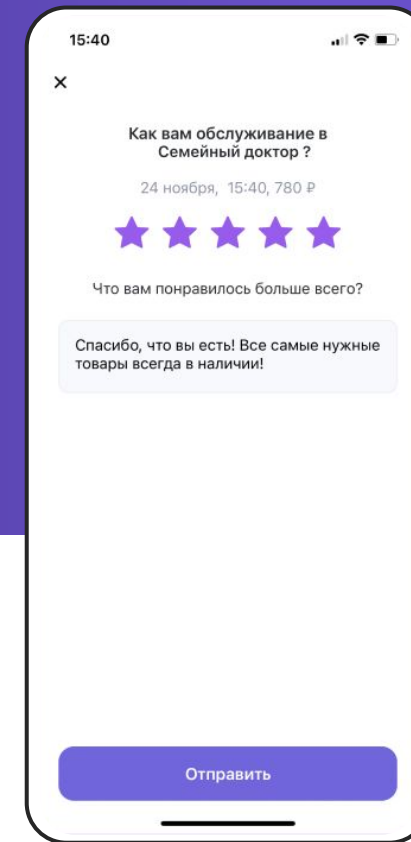 15:40
Как вам обслуживание в
Семейный доктор ?
24 ноября, 15:40, 780 ₽
Что вам понравилось больше всего?
Спасибо, что вы есть! Все самые нужные
товары всегда в наличии!
Отправить